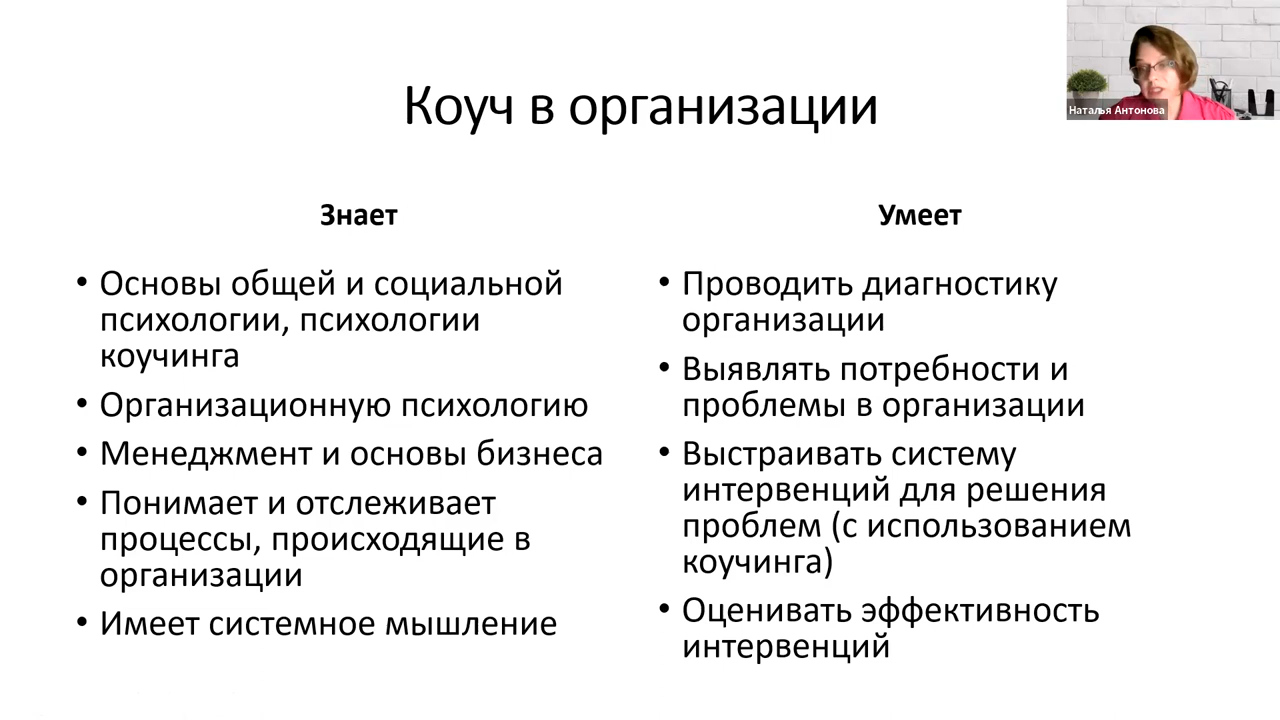 Коуч в организации
Наталья Антонова
Знает
• Основы общей и социальной
психологии, психологии
коучинга
• Организационную психологию
• Менеджмент и основы бизнеса
• Понимает и отслеживает
процессы, происходящие в
организации
• Имеет системное мышление
Умеет
• Проводить диагностику
организации
• Выявлять потребности и
проблемы в организации
• Выстраивать систему
интервенций для решения
проблем (с использованием
коучинга)
• Оценивать эффективность
интервенций